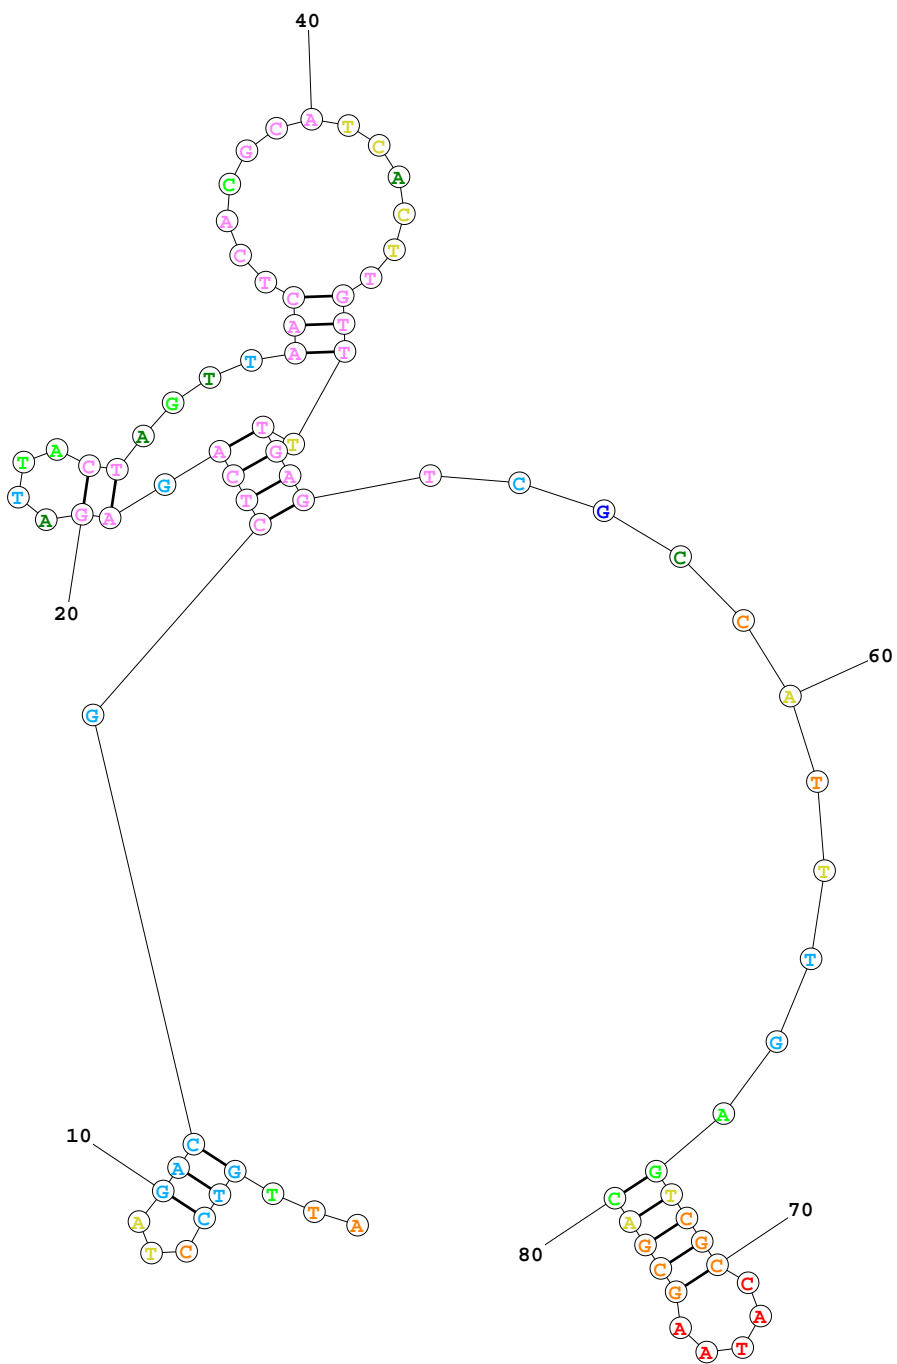 A T T G T C C T A G
10
A C G C T C A G A G
20
A T T A C T A G T T
A A C T C A C G C A
40
T C A C T T G T T T
T G A G T C G C C A
60
T T T G A G T C G C
70
C A T A A G C G A C
80